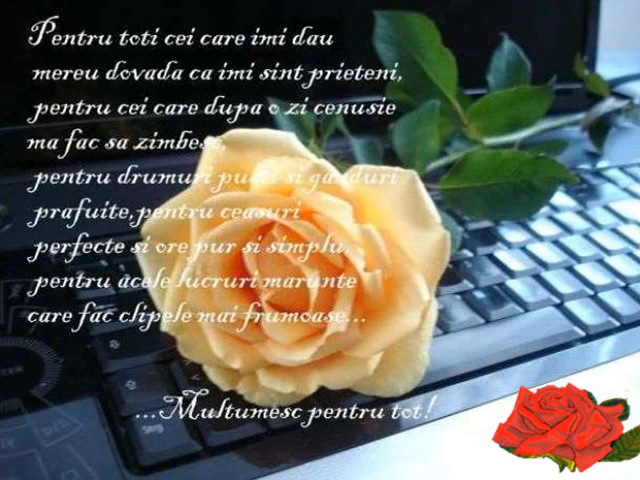 Pentru toti cei care imi dau
mereu dovada ca imi sint prieteni,
pentru cei care dupa o zi cenusie
ma fac sa zimbesc,
pentru drumuri pustii si ganduri
prafuite,pentru ceasuri
perfecte si ore pur si simplu,
pentru acele lucruri marunte
care fac clipele mai frumoase...
...Multumesc pentru tot!